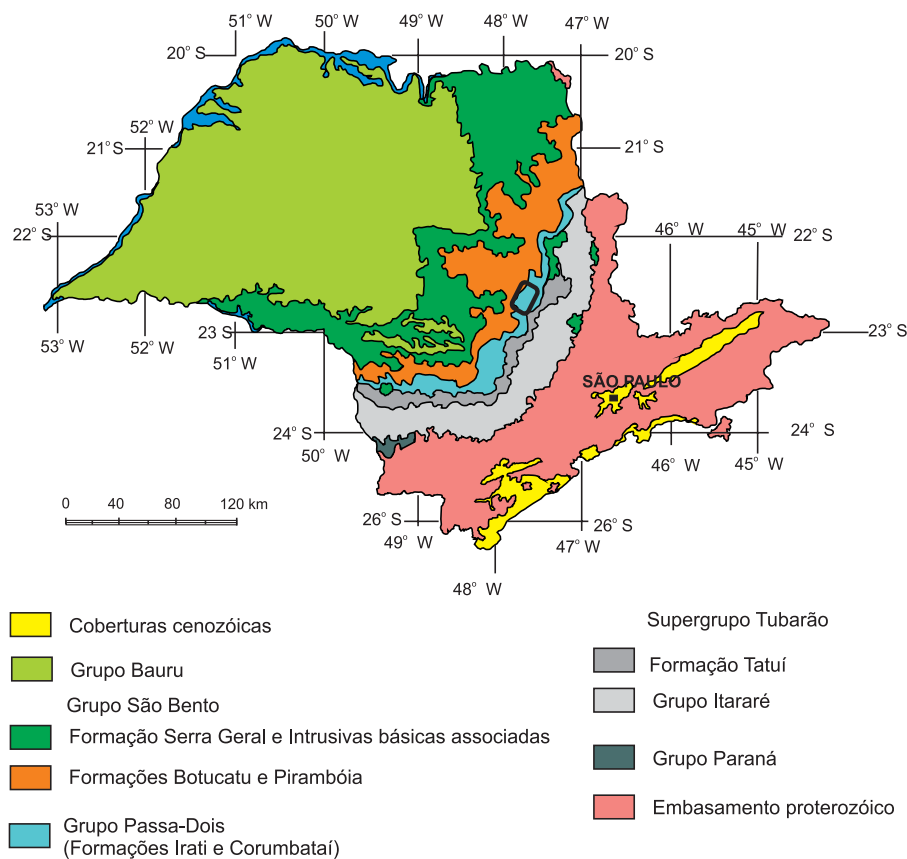 51° W
50° W
49° W
48° W
47° W
20° S
20° S
52° W
21° S
21° S
53° W
46° W
45° W
22° S
22° S
23° S
23° S
53° W
52° W
51° W
SÃO PAULO
24° S
24° S
50° W
46° W
45° W
0 40 80 120 km
26° S
26° S
49° W
47° W
48° W
Coberturas cenozóicas
Grupo Bauru
Grupo São Bento
Formação Serra Geral e Intrusivas básicas associadas
Formações Botucatu e Pirambóia
Grupo Passa-Dois
(Formações Irati e Corumbataí)
Supergrupo Tubarão
Formação Tatuí
Grupo Itararé
Grupo Paraná
Embasamento proterozóico